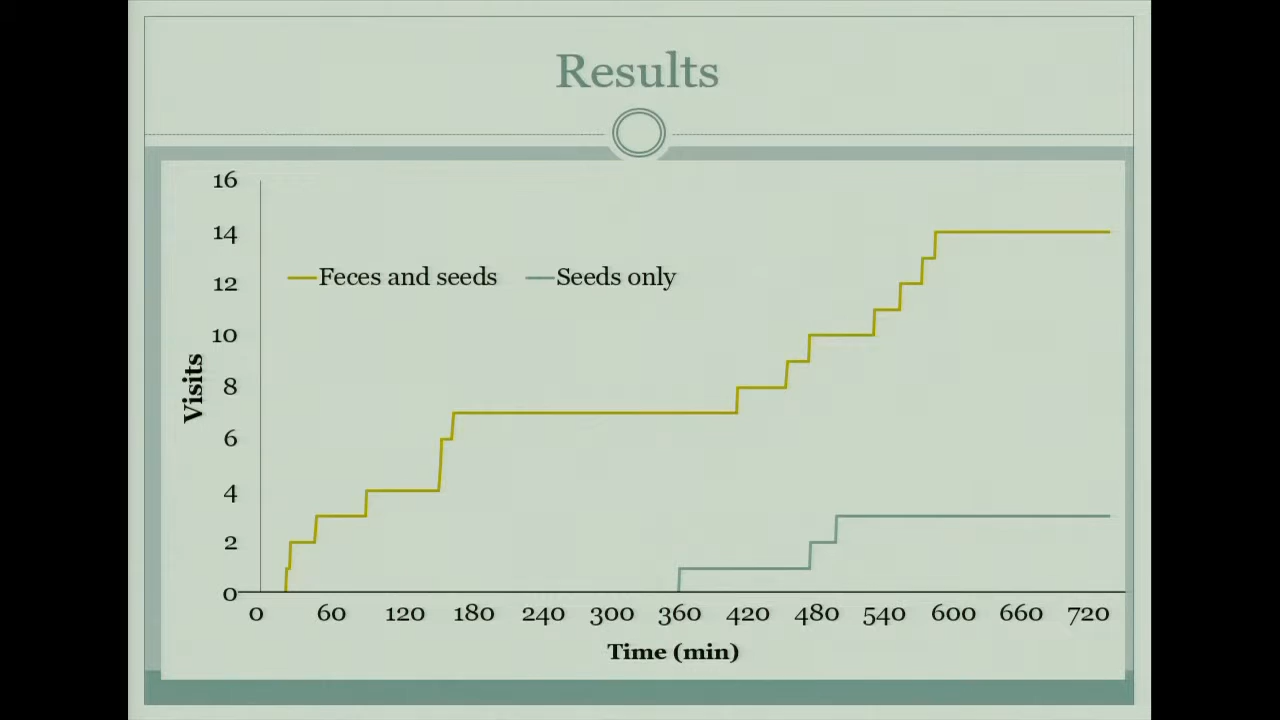 Results
16
14
12
10
8
6
4
2
0
Visits
Feces and seeds
Seeds only
0 60 120 180 240 300 360 420 480 540 600 660 720
Time (min)